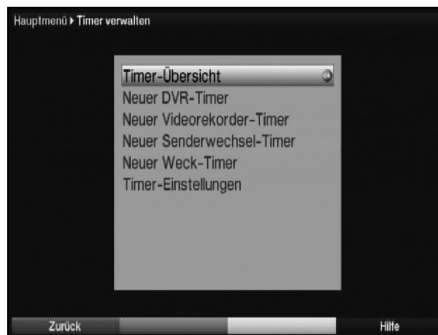 Hauptmenü ▸ Timer verwalten
Timer-Übersicht
Neuer DVR-Timer
Neuer Videorekorder-Timer
Neuer Senderwechsel-Timer
Neuer Weck-Timer
Timer-Einstellungen
Zurück Hilfe